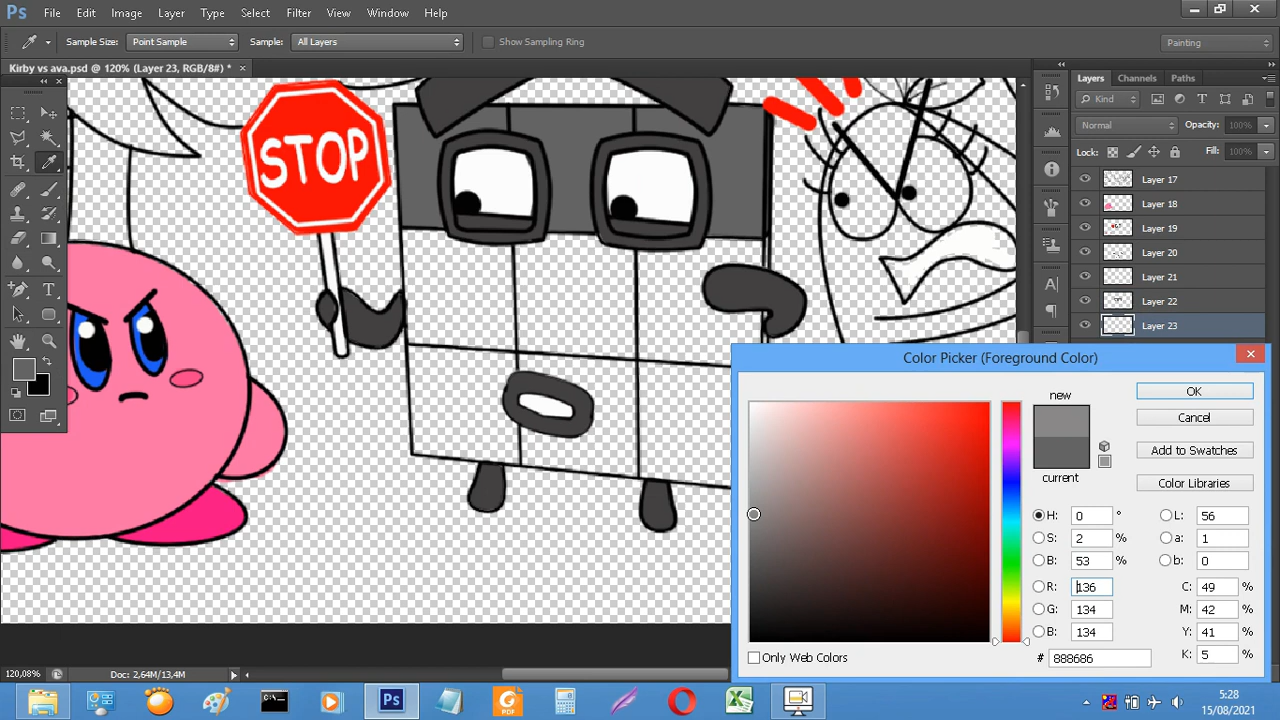 Ps File Edit Image Layer Type Select Filter View Window Help
Sample Size: Point Sample Sample: All Layers Show Sampling Ring Painting
Kirby vs ava.psd @ 120% (Layer 23, RGB/8#) * ×
Layers Channels Paths
Kind
Normal Opacity: 100%
Lock: Fill: 100%
Layer 17
Layer 18
Layer 19
Layer 20
Layer 21
Layer 22
Layer 23
STOP
Color Picker (Foreground Color)
new
current
OK
Cancel
Add to Swatches
Color Libraries
H: 0 °
S: 2 %
B: 53 %
R: 136
G: 134
B: 134
L: 56
a: 1
b: 0
C: 49 %
M: 42 %
Y: 41 %
K: 5 %
Only Web Colors
# 888686
120,08% Doc: 2,64M/13,4M
PDF
Ps
5:28
15/08/2021